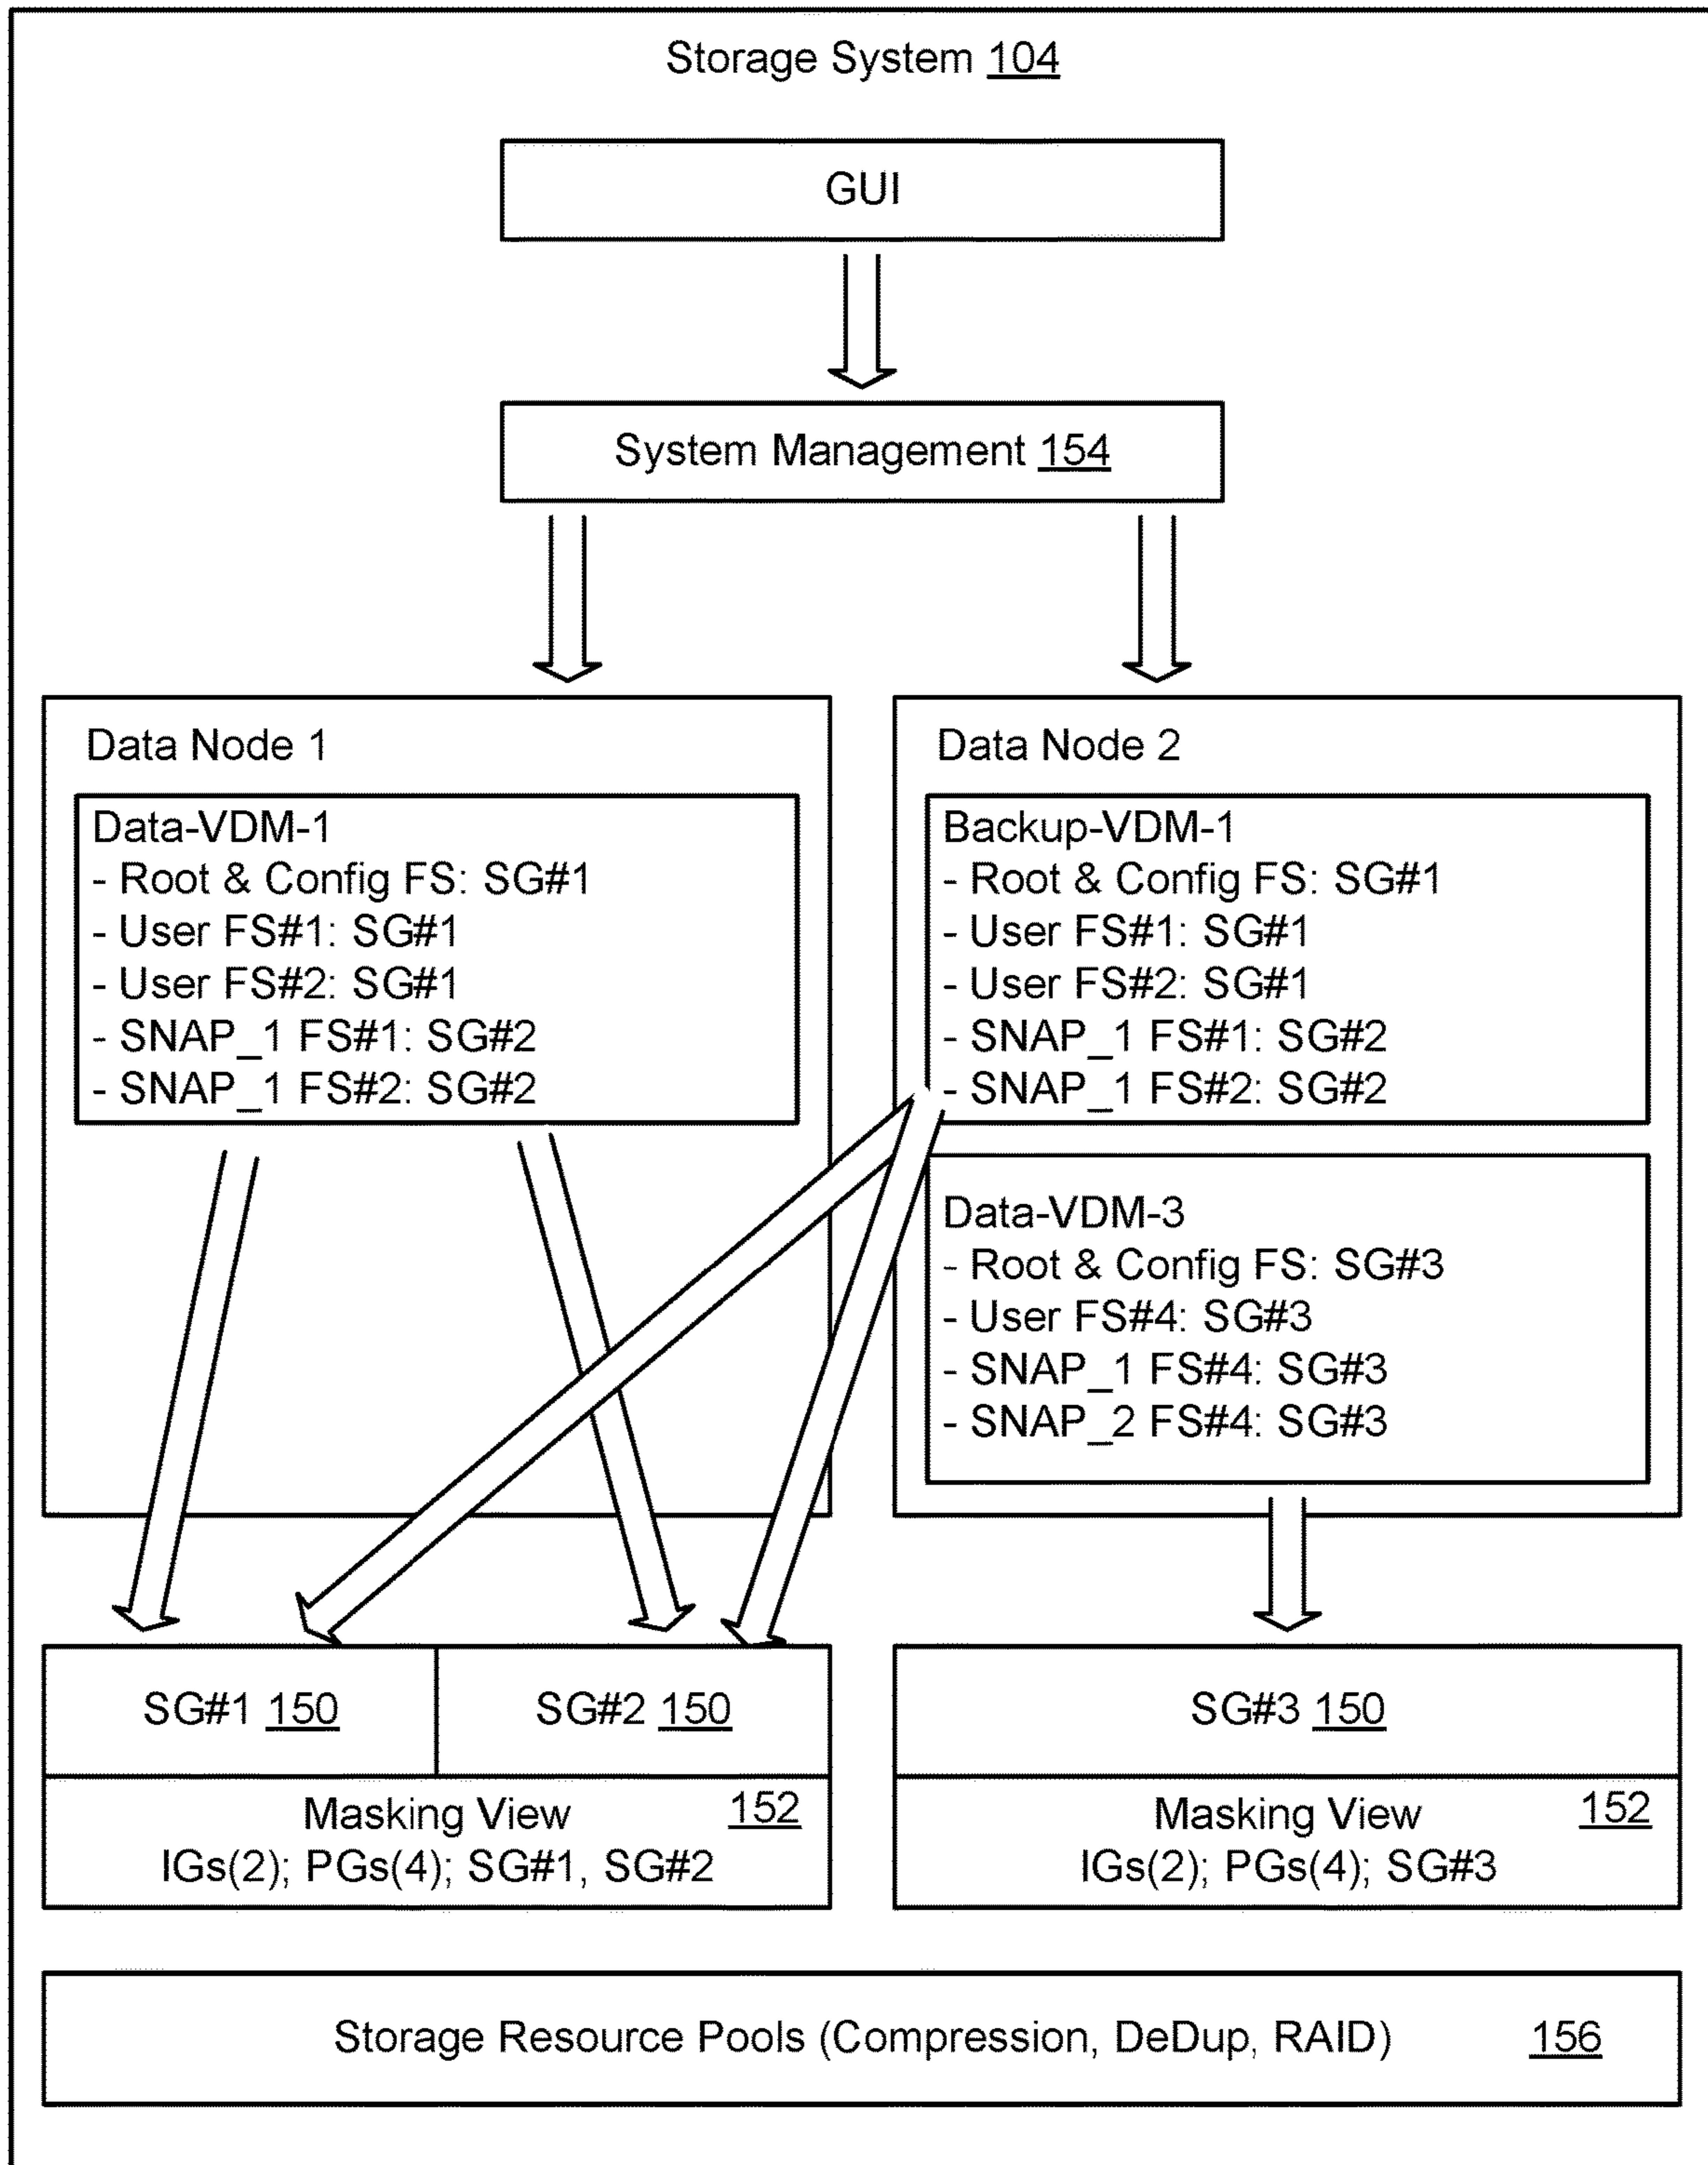 Storage System 104
GUI
System Management 154
Data Node 1
Data-VDM-1
- Root & Config FS: SG#1
- User FS#1: SG#1
- User FS#2: SG#1
- SNAP_1 FS#1: SG#2
- SNAP_1 FS#2: SG#2
Data Node 2
Backup-VDM-1
- Root & Config FS: SG#1
- User FS#1: SG#1
- User FS#2: SG#1
- SNAP_1 FS#1: SG#2
- SNAP_1 FS#2: SG#2
Data-VDM-3
- Root & Config FS: SG#3
- User FS#4: SG#3
- SNAP_1 FS#4: SG#3
- SNAP_2 FS#4: SG#3
SG#1 150
SG#2 150
Masking View 152
IGs(2); PGs(4); SG#1, SG#2
SG#3 150
Masking View 152
IGs(2); PGs(4); SG#3
Storage Resource Pools (Compression, DeDup, RAID) 156